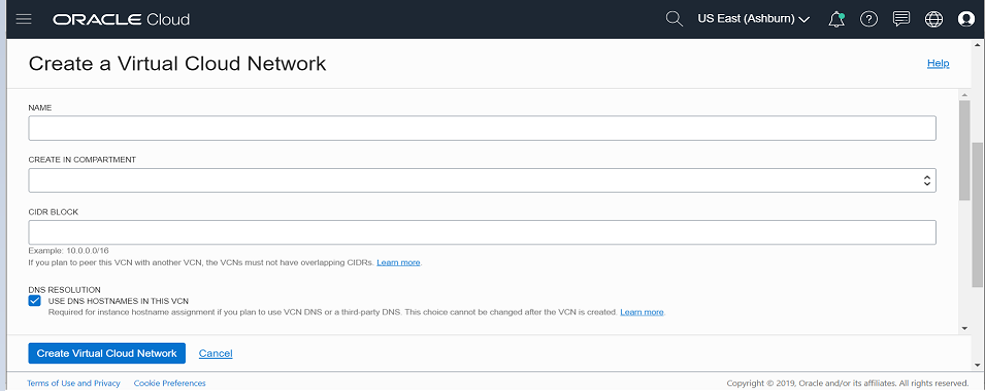 ORACLE Cloud US East (Ashburn)
Create a Virtual Cloud Network Help
NAME
CREATE IN COMPARTMENT
CIDR BLOCK
Example: 10.0.0.0/16
If you plan to peer this VCN with another VCN, the VCNs must not have overlapping CIDRs. Learn more.
DNS RESOLUTION
USE DNS HOSTNAMES IN THIS VCN
Required for instance hostname assignment if you plan to use VCN DNS or a third-party DNS. This choice cannot be changed after the VCN is created. Learn more.
Create Virtual Cloud Network Cancel
Terms of Use and Privacy Cookie Preferences Copyright © 2019, Oracle and/or its affiliates. All rights reserved.